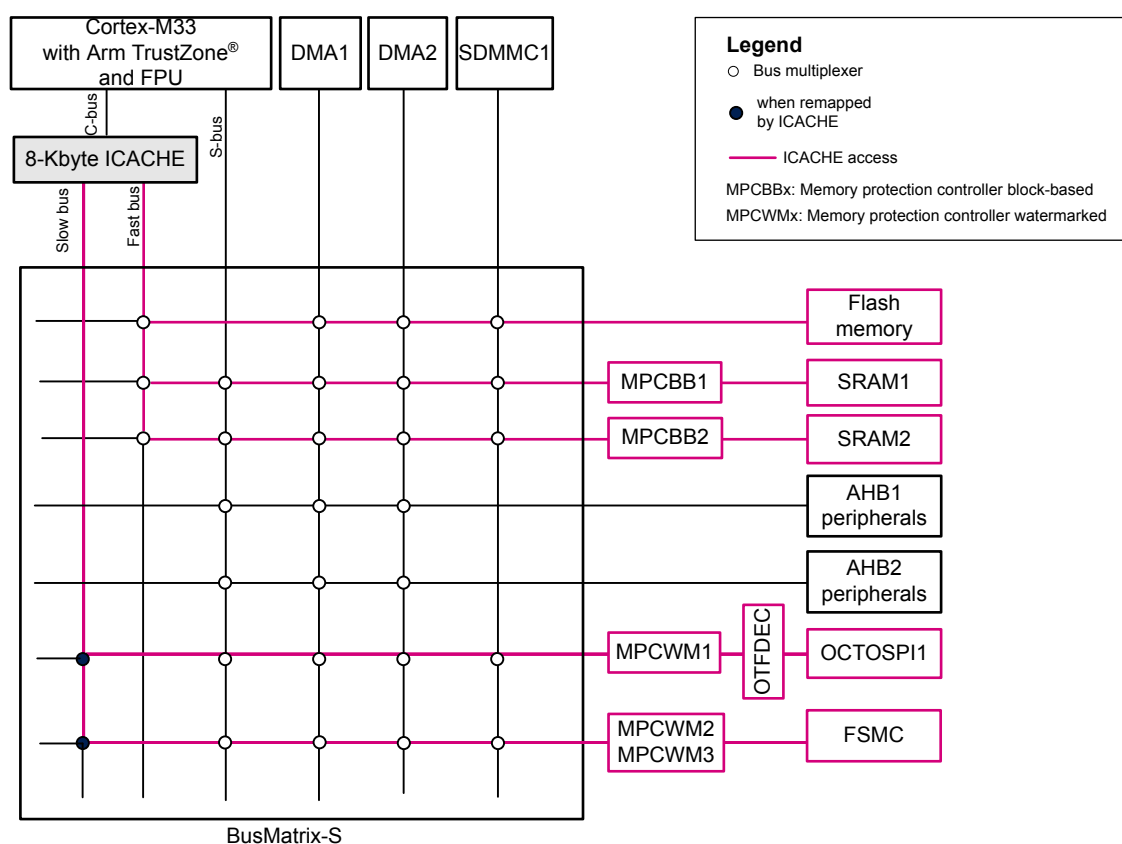 Cortex-M33
with Arm TrustZone®
and FPU
DMA1
DMA2
SDMMC1
C-bus
S-bus
8-Kbyte ICACHE
Slow bus
Fast bus
Legend
Bus multiplexer
when remapped
by ICACHE
ICACHE access
MPCBBx: Memory protection controller block-based
MPCWMx: Memory protection controller watermarked
Flash
memory
MPCBB1
SRAM1
MPCBB2
SRAM2
AHB1
peripherals
AHB2
peripherals
MPCWM1
OTFDEC
OCTOSPI1
MPCWM2
MPCWM3
FSMC
BusMatrix-S